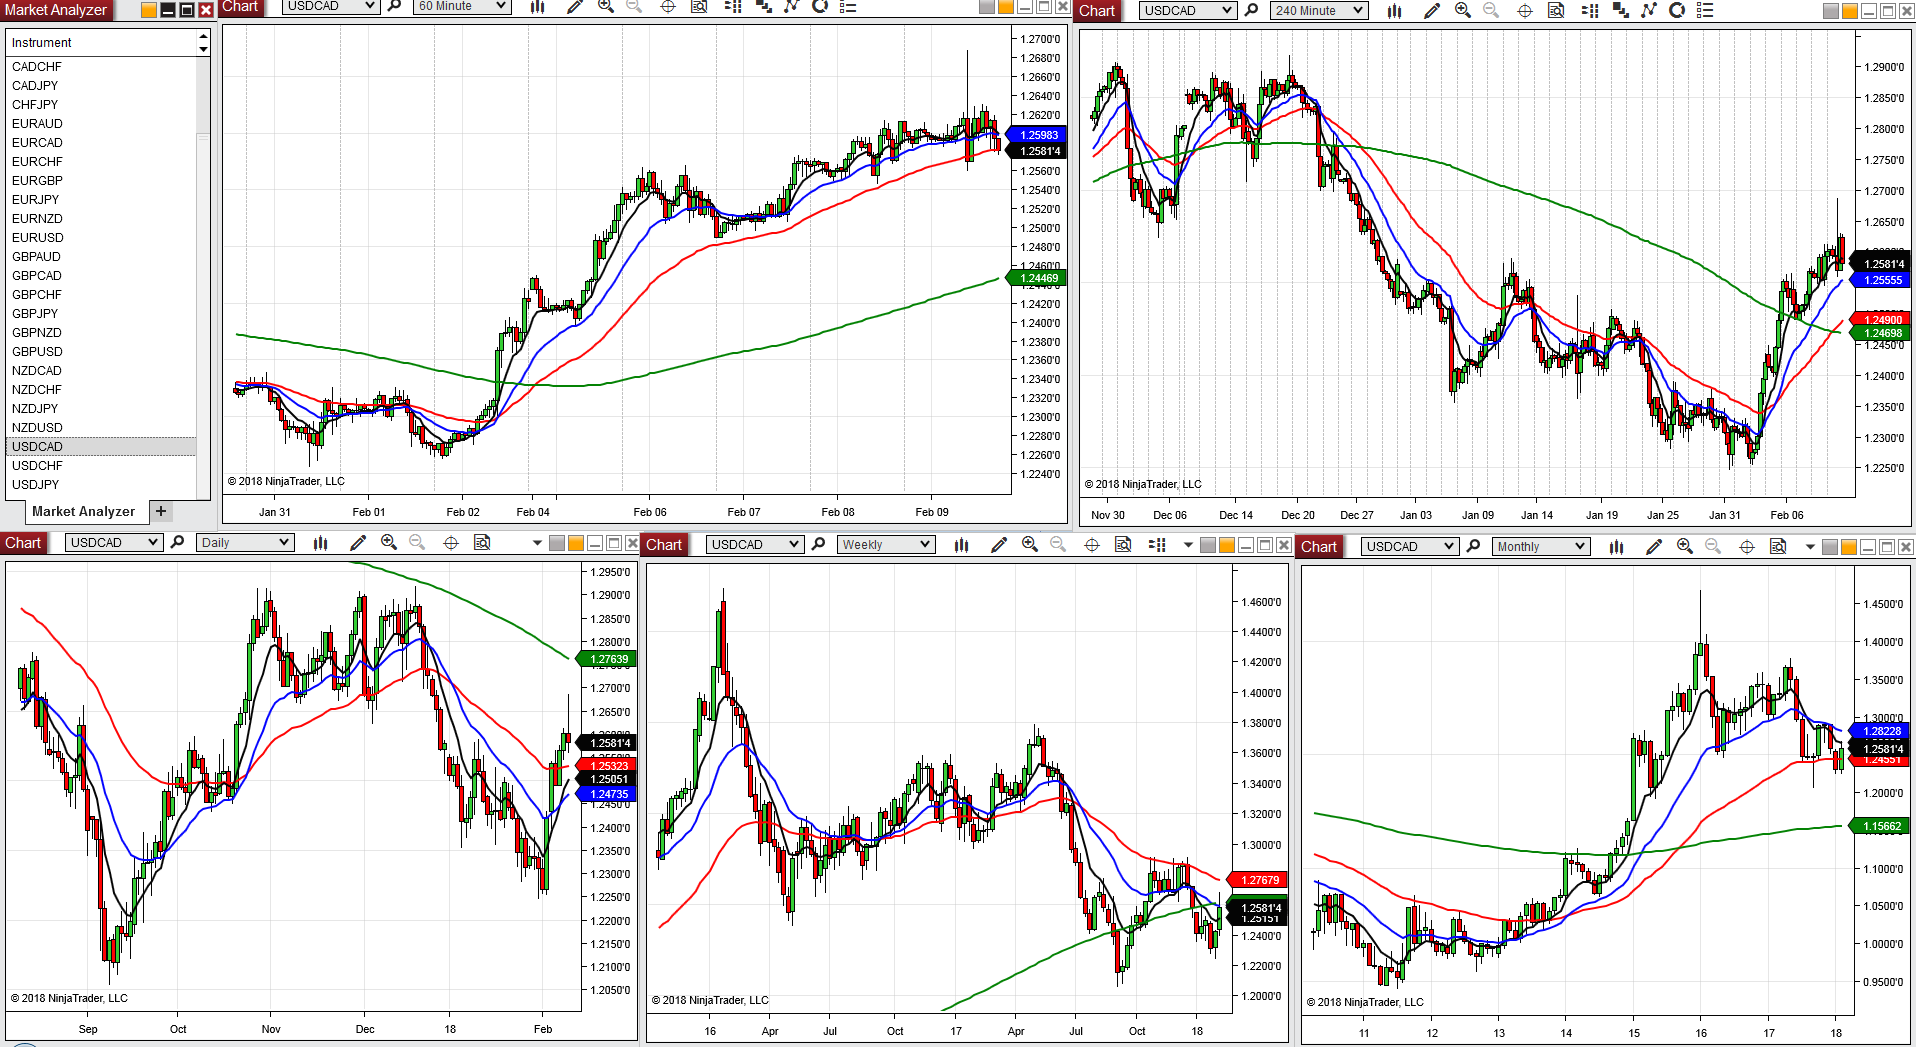 Market Analyzer
Instrument
CADCHF
CADJPY
CHFJPY
EURAUD
EURCAD
EURCHF
EURGBP
EURJPY
EURNZD
EURUSD
GBPAUD
GBPCAD
GBPCHF
GBPJPY
GBPNZD
GBPUSD
NZDCAD
NZDCHF
NZDJPY
NZDUSD
USDCAD
USDCHF
USDJPY
Market Analyzer +
Chart USDCAD 60 Minute
1.2700'0
1.2680'0
1.2660'0
1.2640'0
1.2620'0
1.25983
1.2581'4
1.2560'0
1.2540'0
1.2520'0
1.2500'0
1.2480'0
1.2460'0
1.24469
1.2420'0
1.2400'0
1.2380'0
1.2360'0
1.2340'0
1.2320'0
1.2300'0
1.2280'0
1.2260'0
1.2240'0
© 2018 NinjaTrader, LLC
Jan 31 Feb 01 Feb 02 Feb 04 Feb 06 Feb 07 Feb 08 Feb 09
Chart USDCAD 240 Minute
1.2900'0
1.2850'0
1.2800'0
1.2750'0
1.2700'0
1.2650'0
1.2581'4
1.25555
1.24900
1.24698
1.2450'0
1.2400'0
1.2350'0
1.2300'0
1.2250'0
© 2018 NinjaTrader, LLC
Nov 30 Dec 06 Dec 14 Dec 20 Dec 27 Jan 03 Jan 09 Jan 14 Jan 19 Jan 25 Jan 31 Feb 06
Chart USDCAD Daily
1.2950'0
1.2900'0
1.2850'0
1.2800'0
1.27639
1.2700'0
1.2650'0
1.2581'4
1.25323
1.25051
1.24735
1.2450'0
1.2400'0
1.2350'0
1.2300'0
1.2250'0
1.2200'0
1.2150'0
1.2100'0
1.2050'0
© 2018 NinjaTrader, LLC
Sep Oct Nov Dec 18 Feb
Chart USDCAD Weekly
1.4600'0
1.4400'0
1.4200'0
1.4000'0
1.3800'0
1.3600'0
1.3400'0
1.3200'0
1.3000'0
1.27679
1.2581'4
1.25151
1.2400'0
1.2200'0
1.2000'0
© 2018 NinjaTrader, LLC
16 Apr Jul Oct 17 Apr Jul Oct 18
Chart USDCAD Monthly
1.4500'0
1.4000'0
1.3500'0
1.3000'0
1.28228
1.2581'4
1.24551
1.2000'0
1.15662
1.1000'0
1.0500'0
1.0000'0
0.9500'0
© 2018 NinjaTrader, LLC
11 12 13 14 15 16 17 18